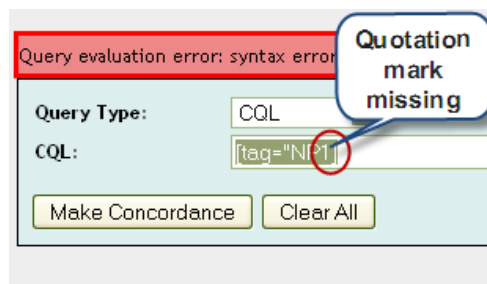 Query evaluation error: syntax error
Quotation
mark
missing
Query Type: CQL
CQL: [tag="NP1]
Make Concordance Clear All